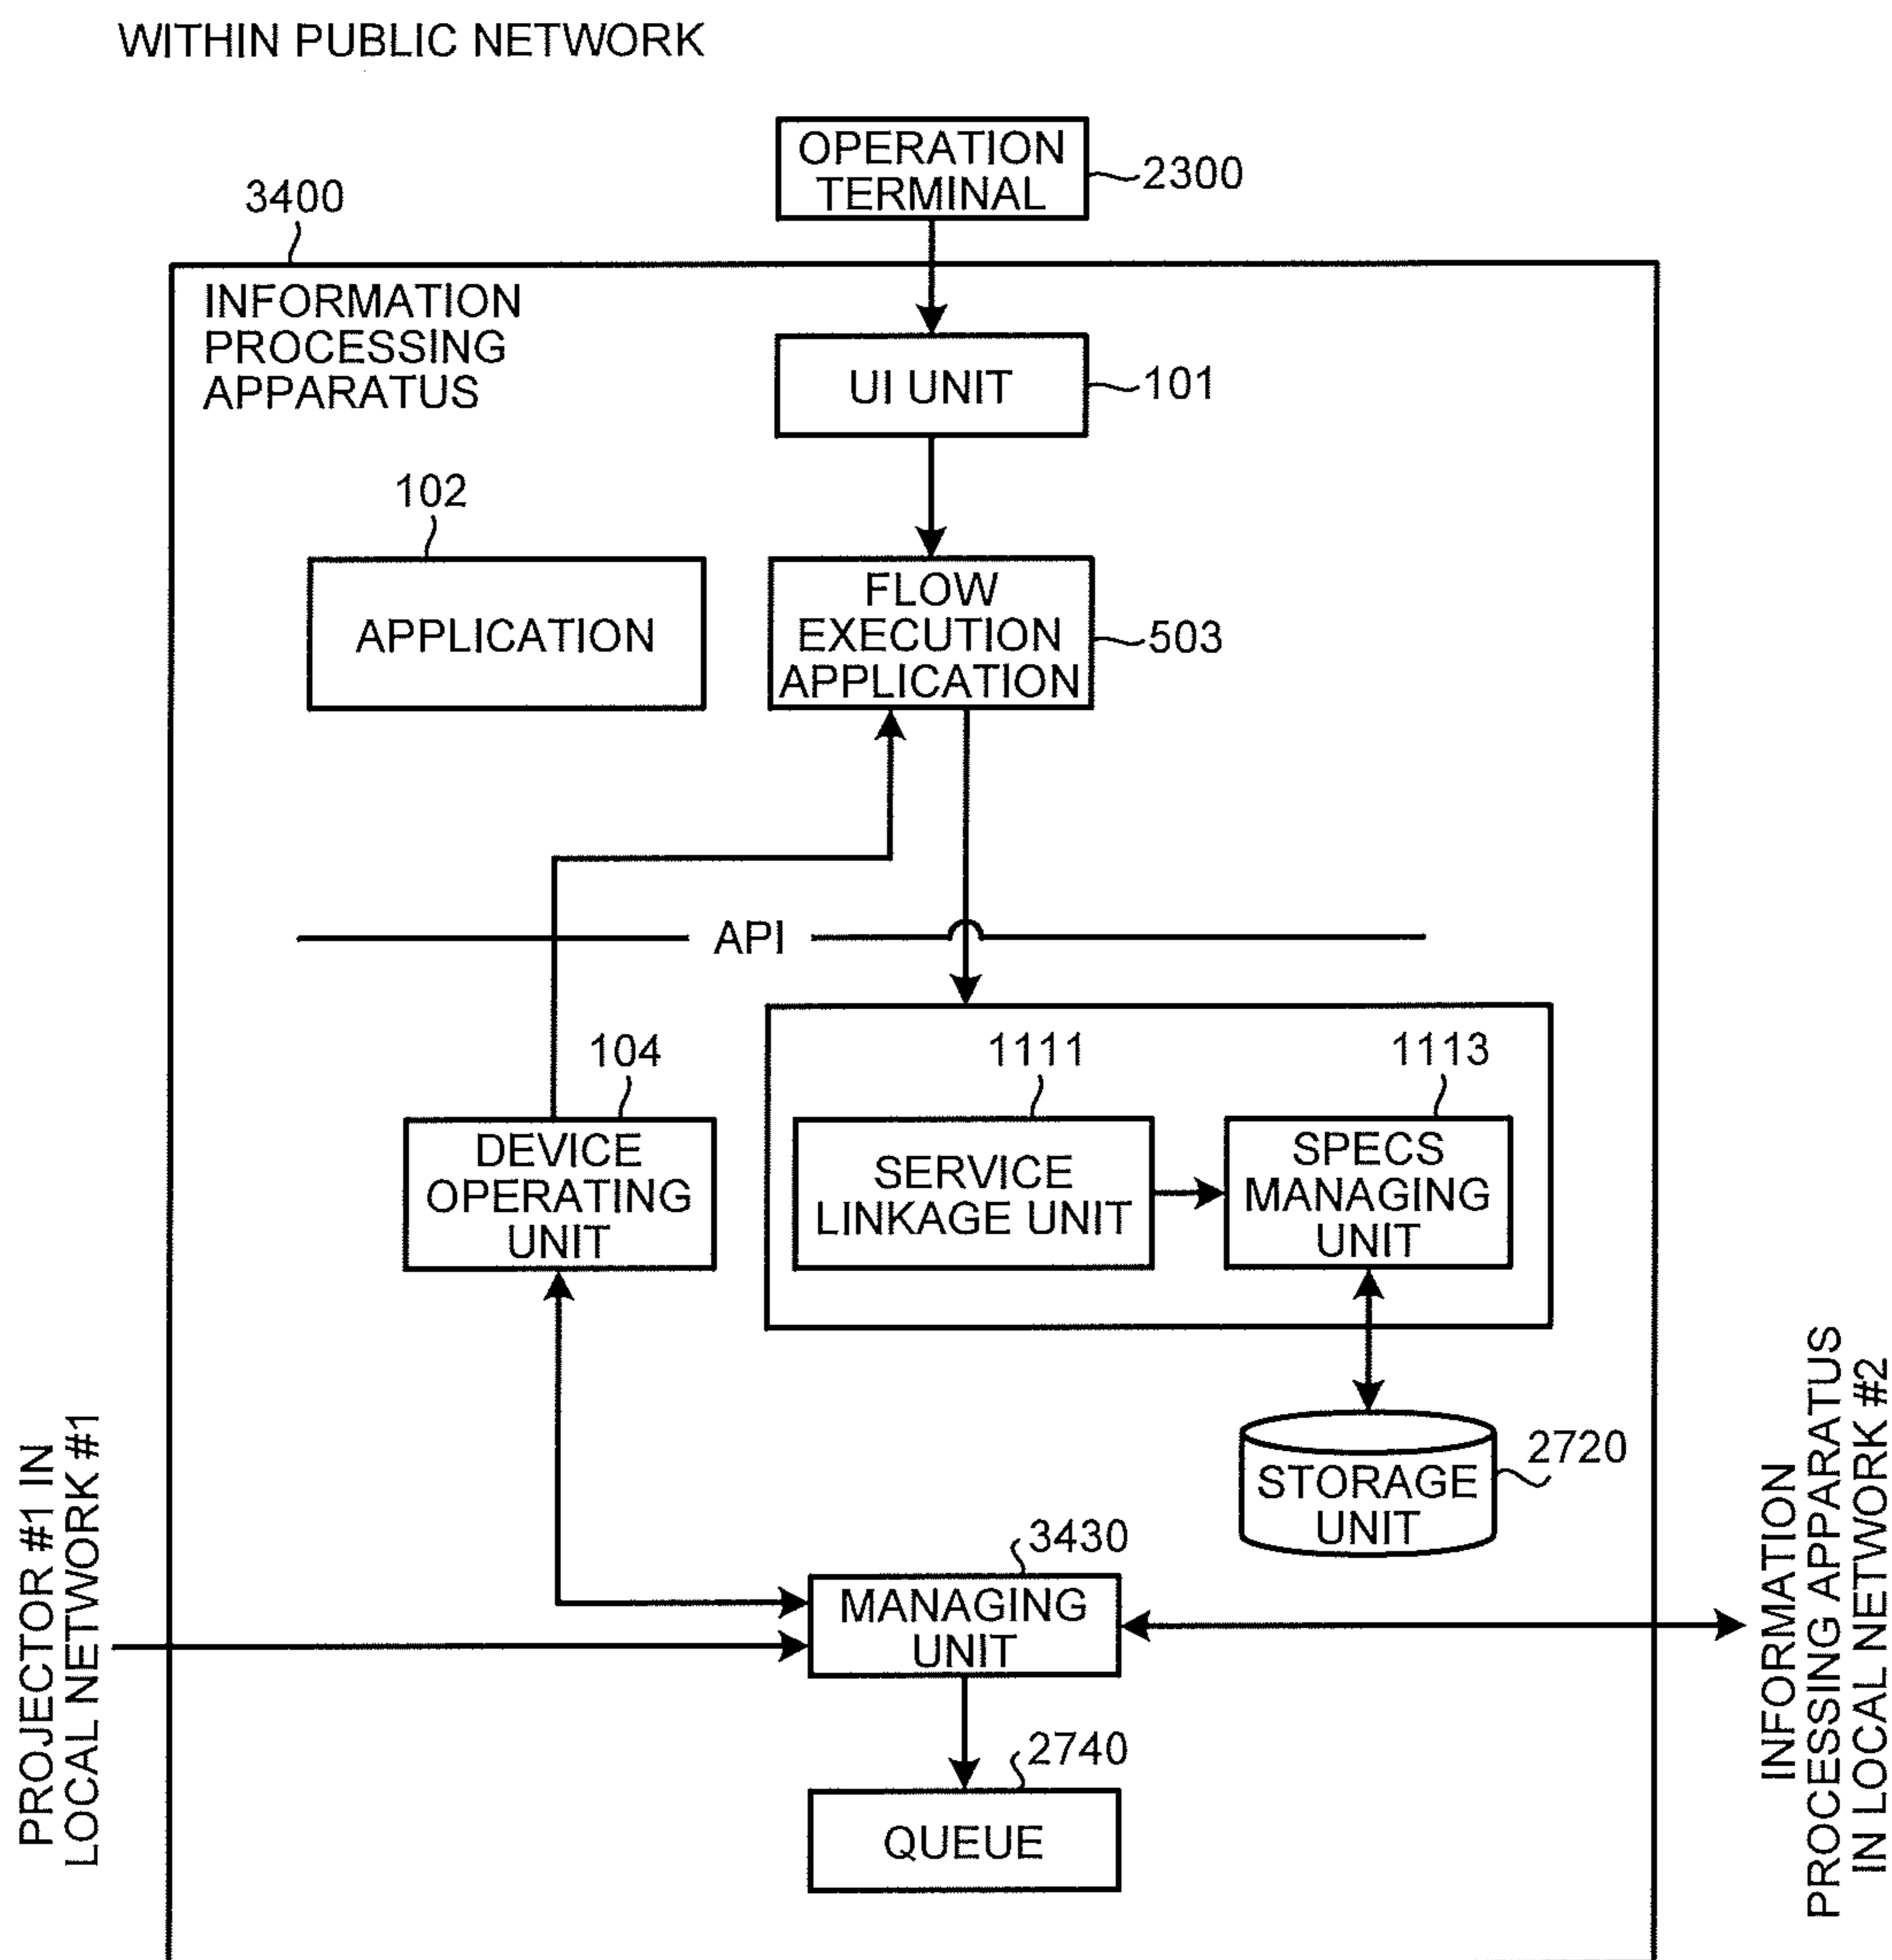 WITHIN PUBLIC NETWORK
OPERATION
TERMINAL
2300
3400
INFORMATION
PROCESSING
APPARATUS
UI UNIT
101
102
APPLICATION
FLOW
EXECUTION
APPLICATION
503
API
104
DEVICE
OPERATING
UNIT
1111
SERVICE
LINKAGE UNIT
1113
SPECS
MANAGING
UNIT
2720
STORAGE
UNIT
3430
MANAGING
UNIT
2740
QUEUE
PROJECTOR #1 IN
LOCAL NETWORK #1
INFORMATION
PROCESSING APPARATUS
IN LOCAL NETWORK #2